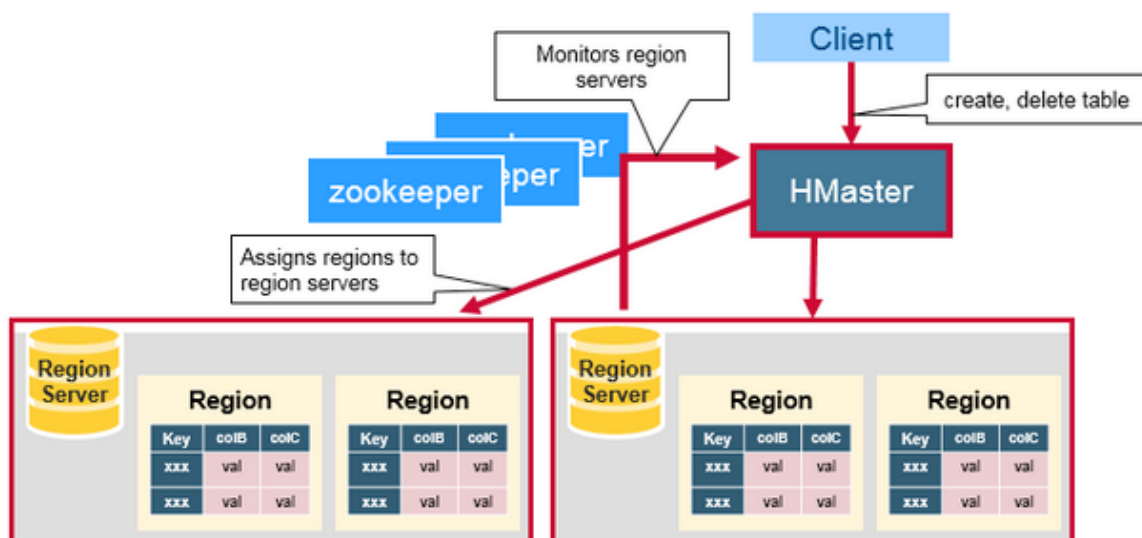 Client
Monitors region
servers
create, delete table
eper
zookeeper
HMaster
Assigns regions to
region servers
Region
Server
Region
Key colB colC
xxx val val
xxx val val
Region
Key colB colC
xxx val val
xxx val val
Region
Server
Region
Key colB colC
xxx val val
xxx val val
Region
Key colB colC
xxx val val
xxx val val